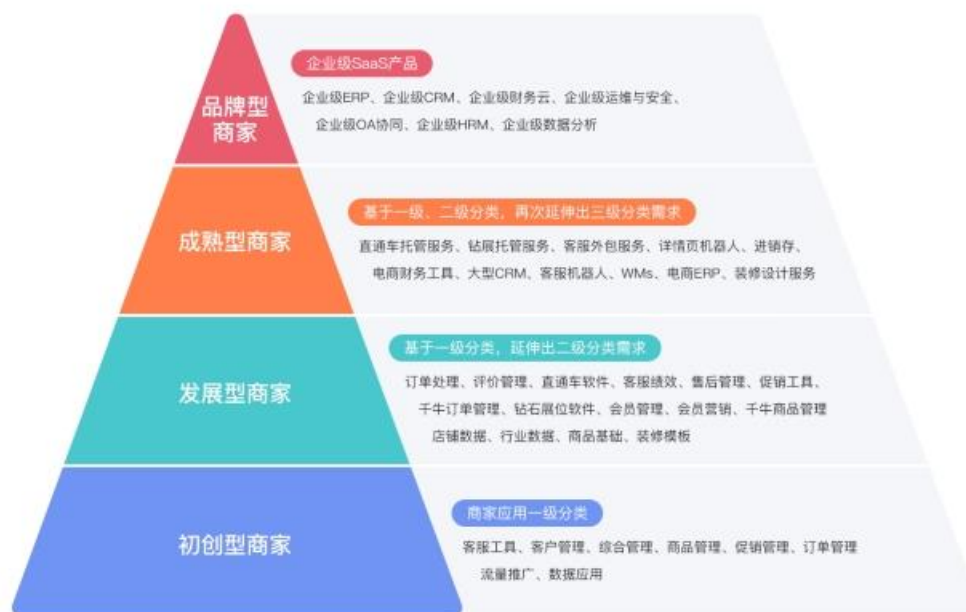 企业级SaaS产品
品牌型
商家
企业级ERP、企业级CRM、企业级财务云、企业级运维与安全、
企业级OA协同、企业级HRM、企业级数据分析
基于一级、二级分类，再次延伸出三级分类需求
成熟型商家
直通车托管服务、钻展托管服务、客服外包服务、详情页机器人、进销存、
电商财务工具、大型CRM、客服机器人、WMs、电商ERP、装修设计服务
基于一级分类，延伸出二级分类需求
发展型商家
订单处理、评价管理、直通车软件、客服绩效、售后管理、促销工具、
千牛订单管理、钻石展位软件、会员管理、会员营销、千牛商品管理
店铺数据、行业数据、商品基础、装修模板
商家应用一级分类
初创型商家
客服工具、客户管理、综合管理、商品管理、促销管理、订单管理
流量推广、数据应用